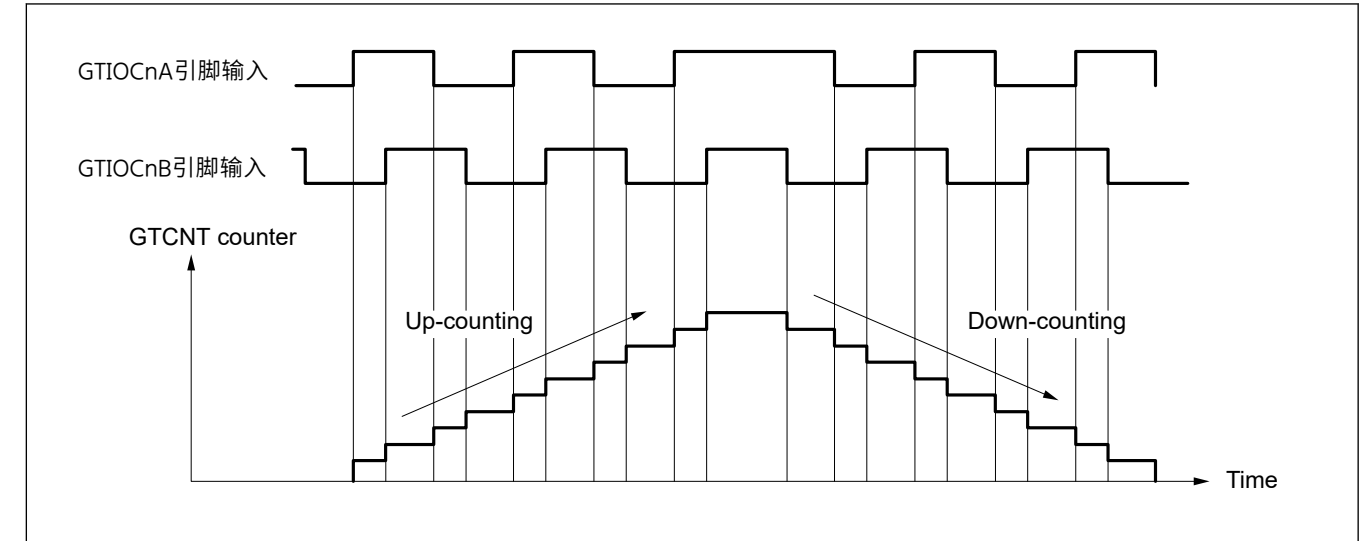 GTIOCnA引脚输入
GTIOCnB引脚输入
GTCNT counter
Up-counting
Down-counting
Time